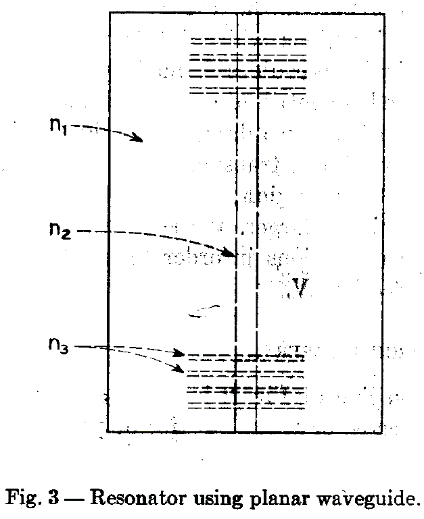 n₁
n₂
n₃
Fig. 3 — Resonator using planar waveguide.